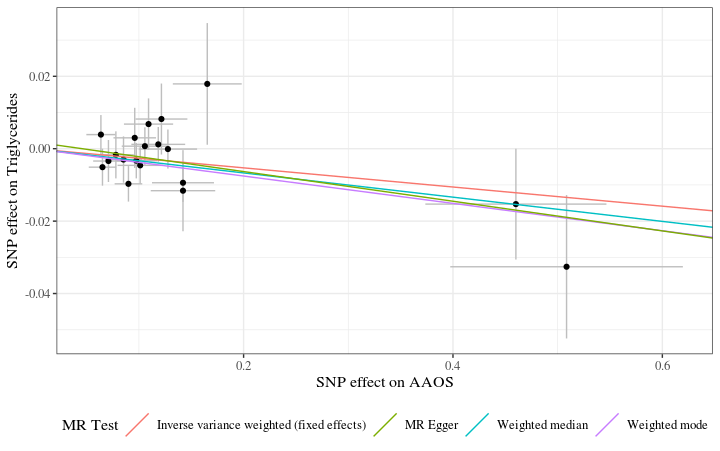 SNP effect on Triglycerides
0.02
0.00
-0.02
-0.04
0.2
0.4
0.6
SNP effect on AAOS
MR Test
Inverse variance weighted (fixed effects)
MR Egger
Weighted median
Weighted mode